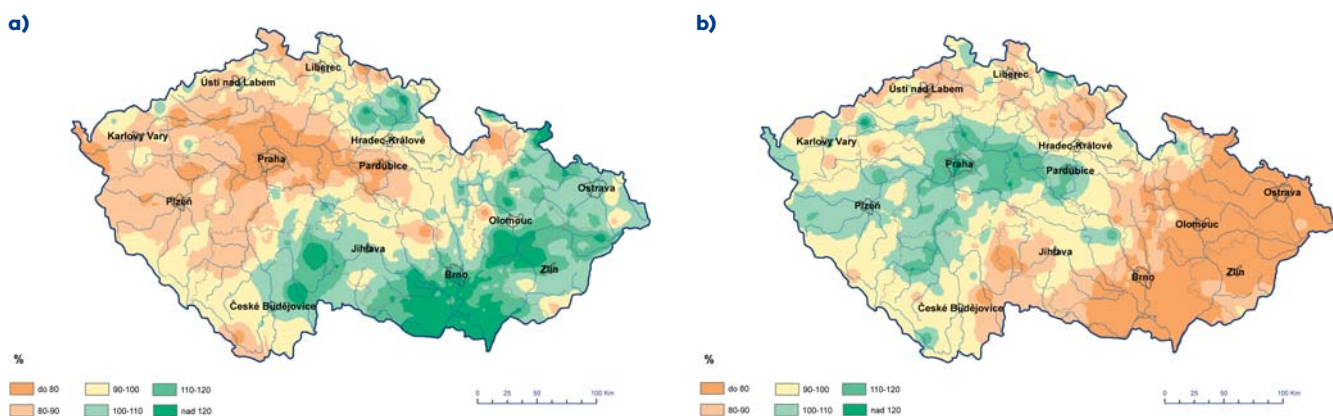 a)
Liberec
Ústí nad Labem
Karlovy Vary
Hradec-Králové
Praha
Pardubice
Plzeň
Ostrava
Olomouc
Jihlava
Brno
Zlín
České Budějovice
%
do 80
90-100
110-120
80-90
100-110
nad 120
0 25 50 100 Km
b)
Liberec
Ústí nad Labem
Karlovy Vary
Hradec-Králové
Praha
Pardubice
Plzeň
Ostrava
Olomouc
Jihlava
Brno
Zlín
České Budějovice
%
do 80
90-100
110-120
80-90
100-110
nad 120
0 25 50 100 Km